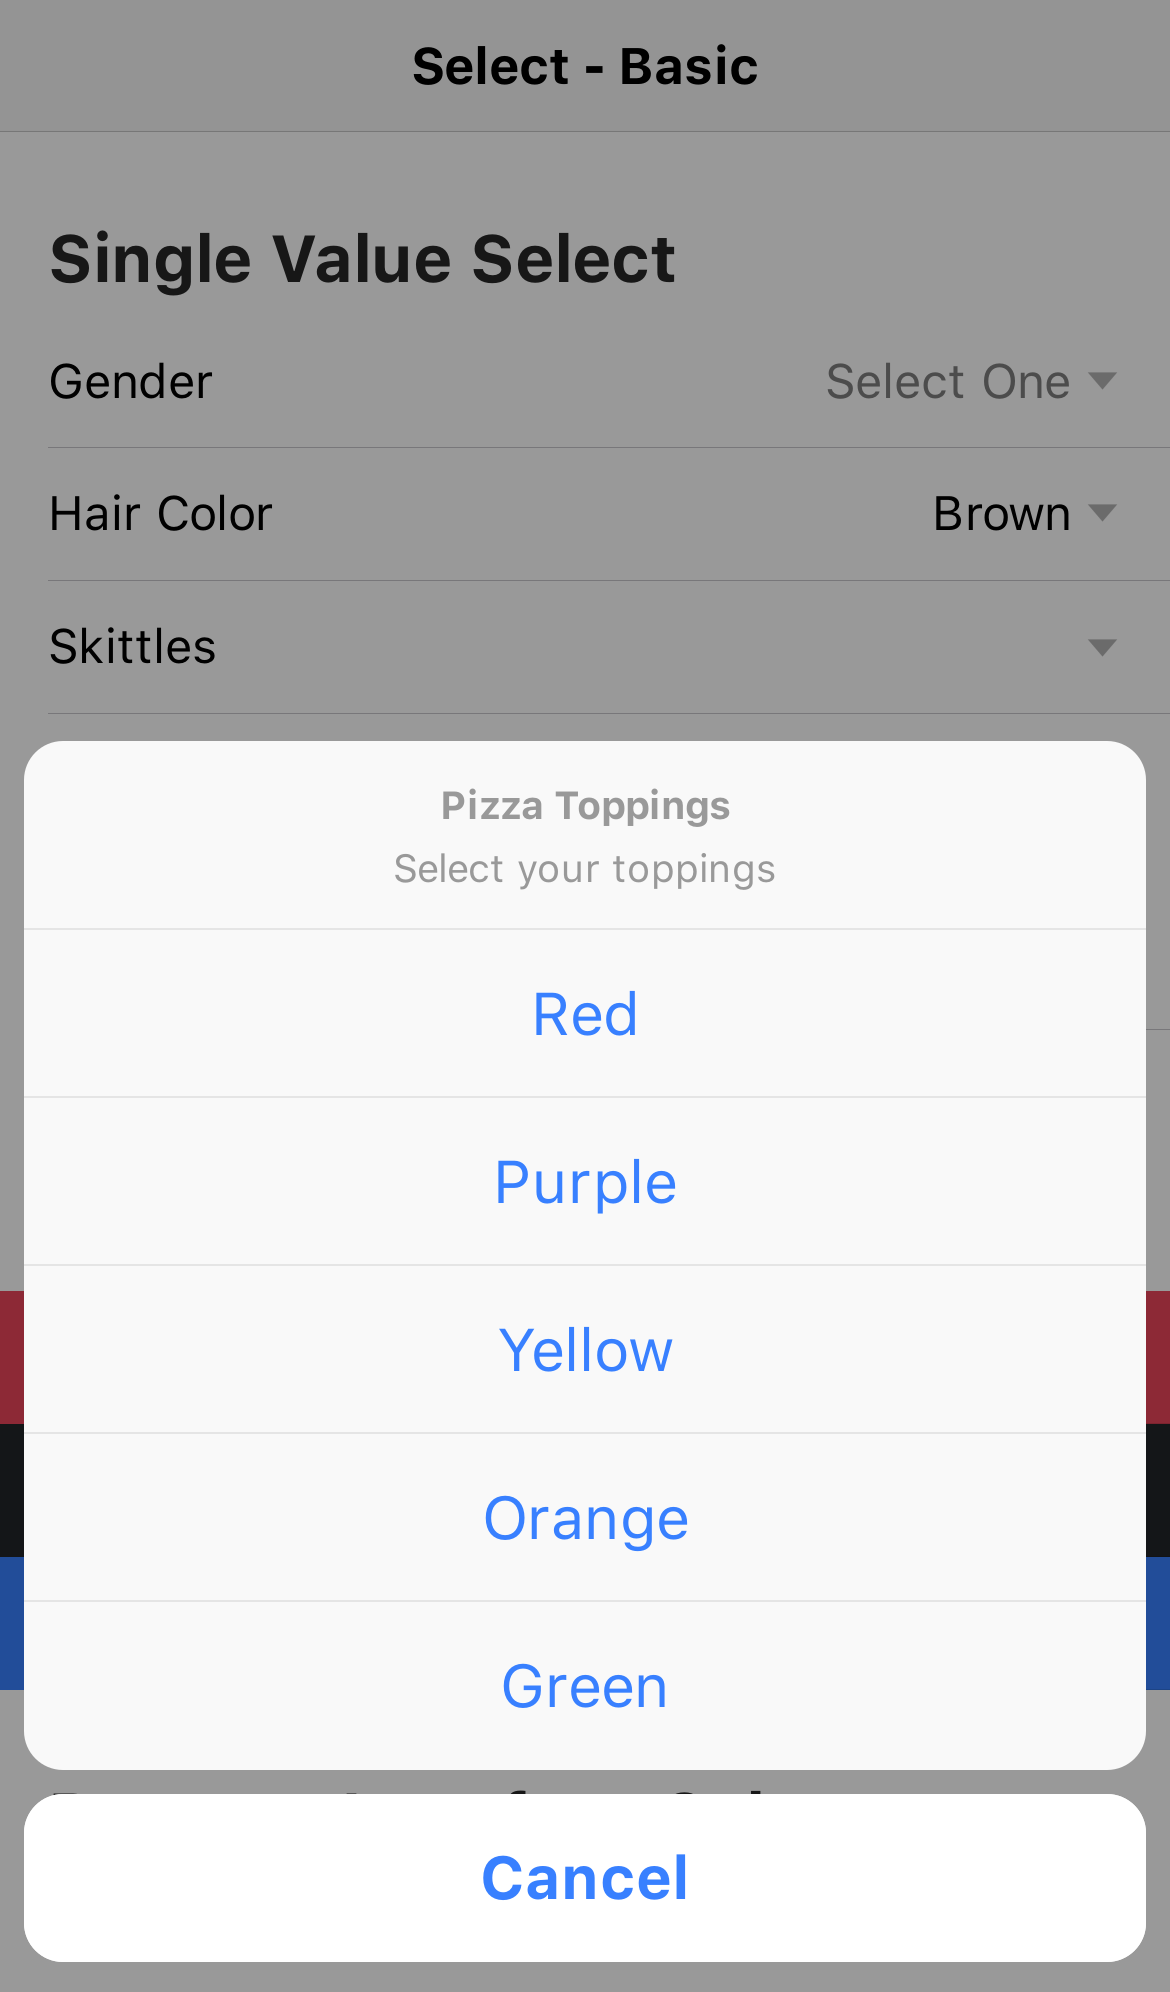 Select - Basic
Single Value Select
Gender Select One
Hair Color Brown
Skittles
Pizza Toppings
Select your toppings
Red
Purple
Yellow
Orange
Green
Cancel